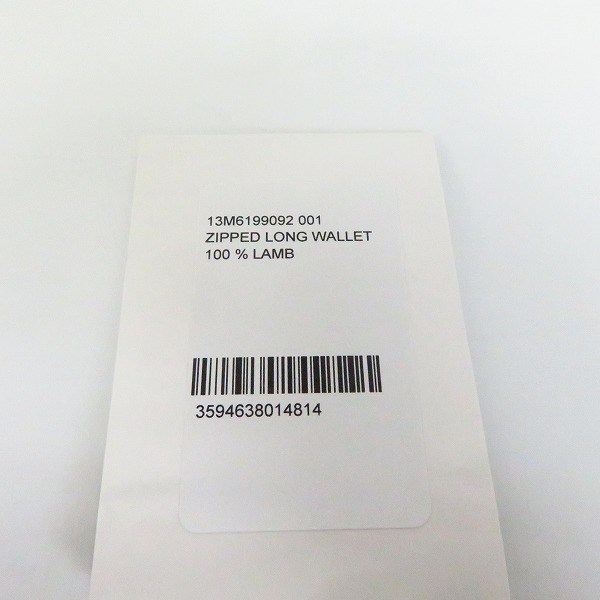 13M6199092 001
ZIPPED LONG WALLET
100 % LAMB
3594638014814